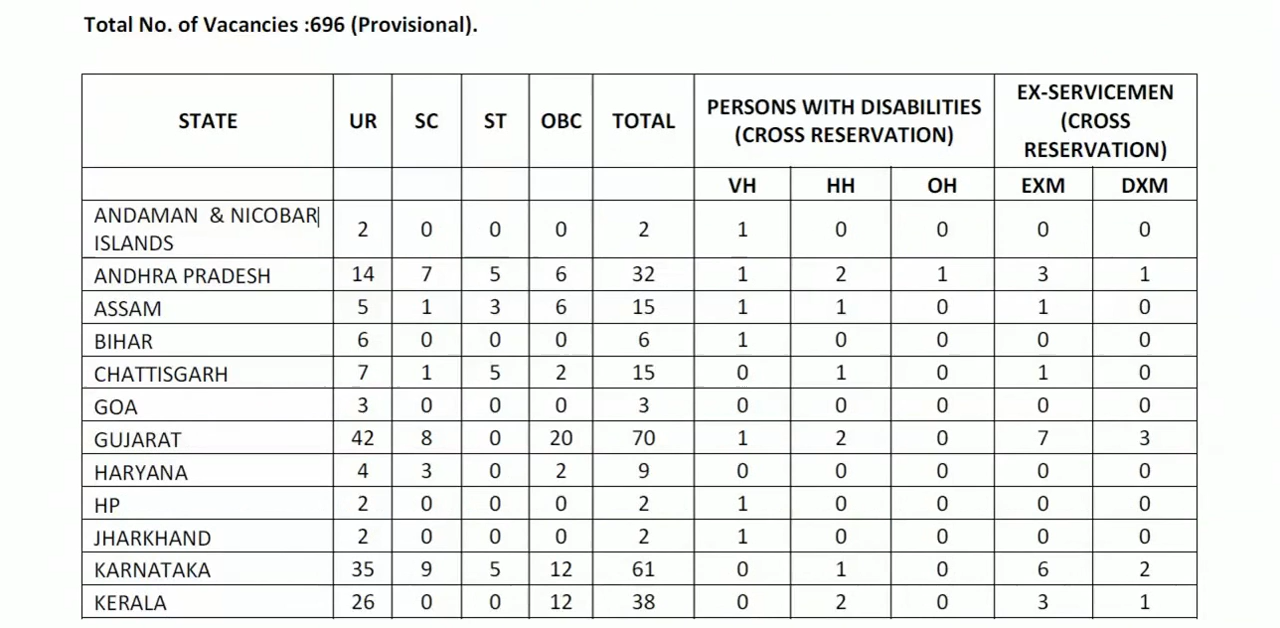 Total No. of Vacancies :696 (Provisional).
STATE UR SC ST OBC TOTAL PERSONS WITH DISABILITIES (CROSS RESERVATION) EX-SERVICEMEN (CROSS RESERVATION)
VH HH OH EXM DXM
ANDAMAN & NICOBAR ISLANDS 2 0 0 0 2 1 0 0 0 0
ANDHRA PRADESH 14 7 5 6 32 1 2 1 3 1
ASSAM 5 1 3 6 15 1 1 0 1 0
BIHAR 6 0 0 0 6 1 0 0 0 0
CHATTISGARH 7 1 5 2 15 0 1 0 1 0
GOA 3 0 0 0 3 0 0 0 0 0
GUJARAT 42 8 0 20 70 1 2 0 7 3
HARYANA 4 3 0 2 9 0 0 0 0 0
HP 2 0 0 0 2 1 0 0 0 0
JHARKHAND 2 0 0 0 2 1 0 0 0 0
KARNATAKA 35 9 5 12 61 0 1 0 6 2
KERALA 26 0 0 12 38 0 2 0 3 1